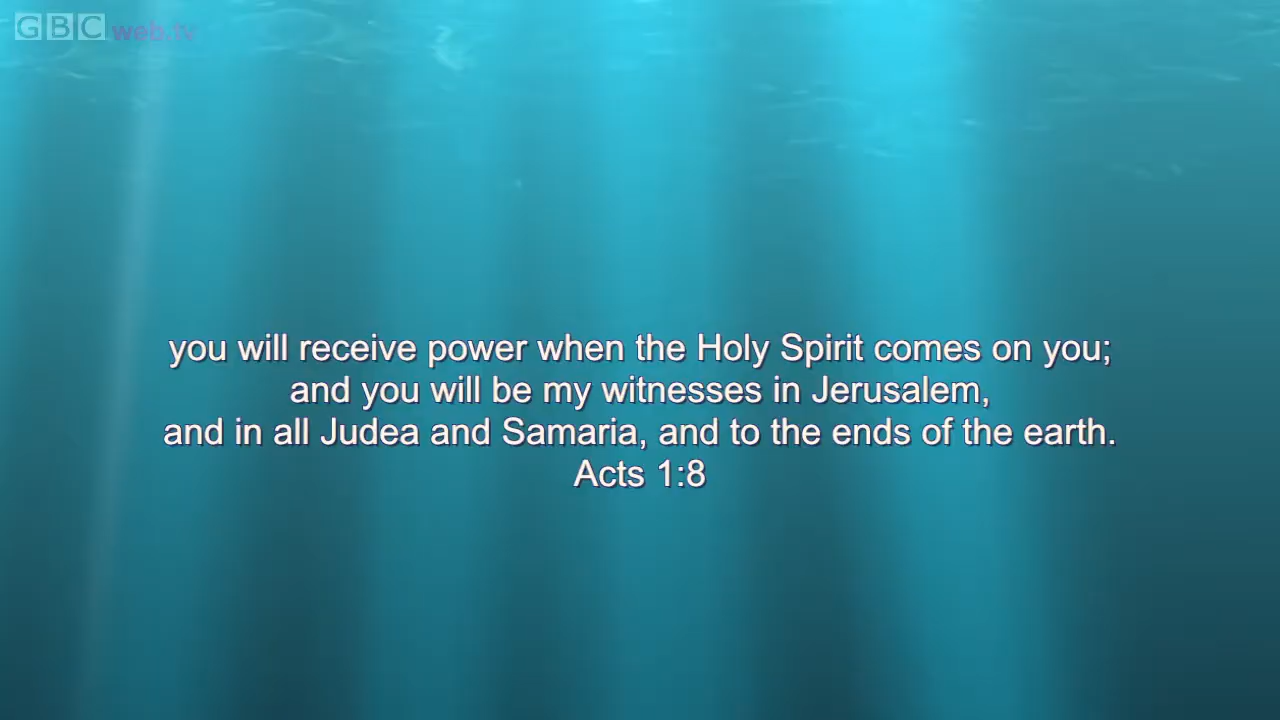 GBC web.tv
you will receive power when the Holy Spirit comes on you;
and you will be my witnesses in Jerusalem,
and in all Judea and Samaria, and to the ends of the earth.
Acts 1:8